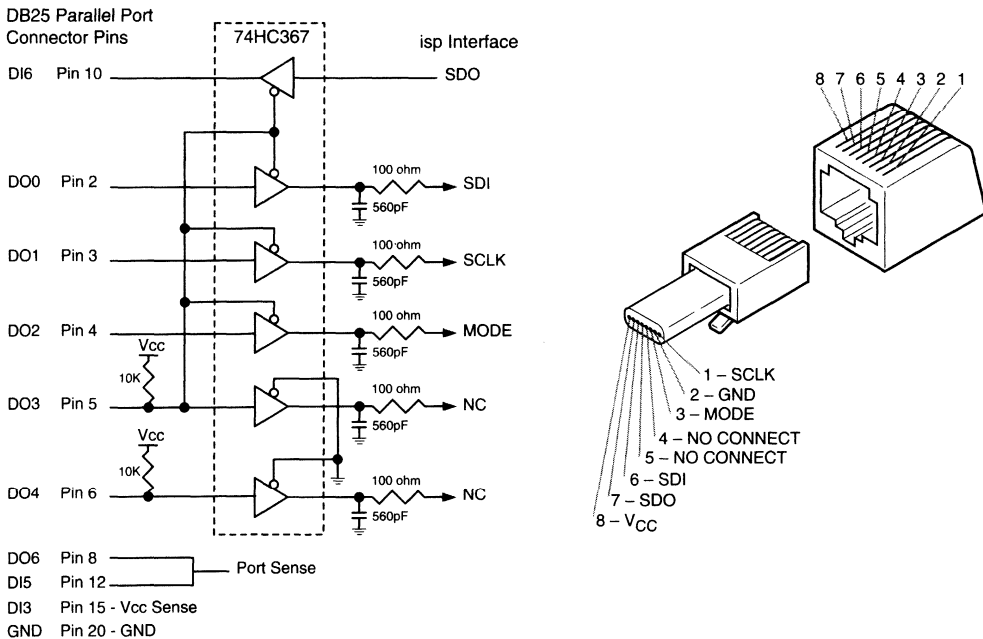 DB25 Parallel Port
Connector Pins
74HC367
isp Interface
DI6 Pin 10
SDO
DO0 Pin 2
100 ohm
SDI
560pF
DO1 Pin 3
100 ohm
SCLK
560pF
DO2 Pin 4
100 ohm
MODE
560pF
Vcc
10K
DO3 Pin 5
100 ohm
NC
560pF
Vcc
10K
DO4 Pin 6
100 ohm
NC
560pF
DO6 Pin 8
DI5 Pin 12
Port Sense
DI3 Pin 15 - Vcc Sense
GND Pin 20 - GND
8 7 6 5 4 3 2 1
1 – SCLK
2 – GND
3 – MODE
4 – NO CONNECT
5 – NO CONNECT
6 – SDI
7 – SDO
8 – VCC